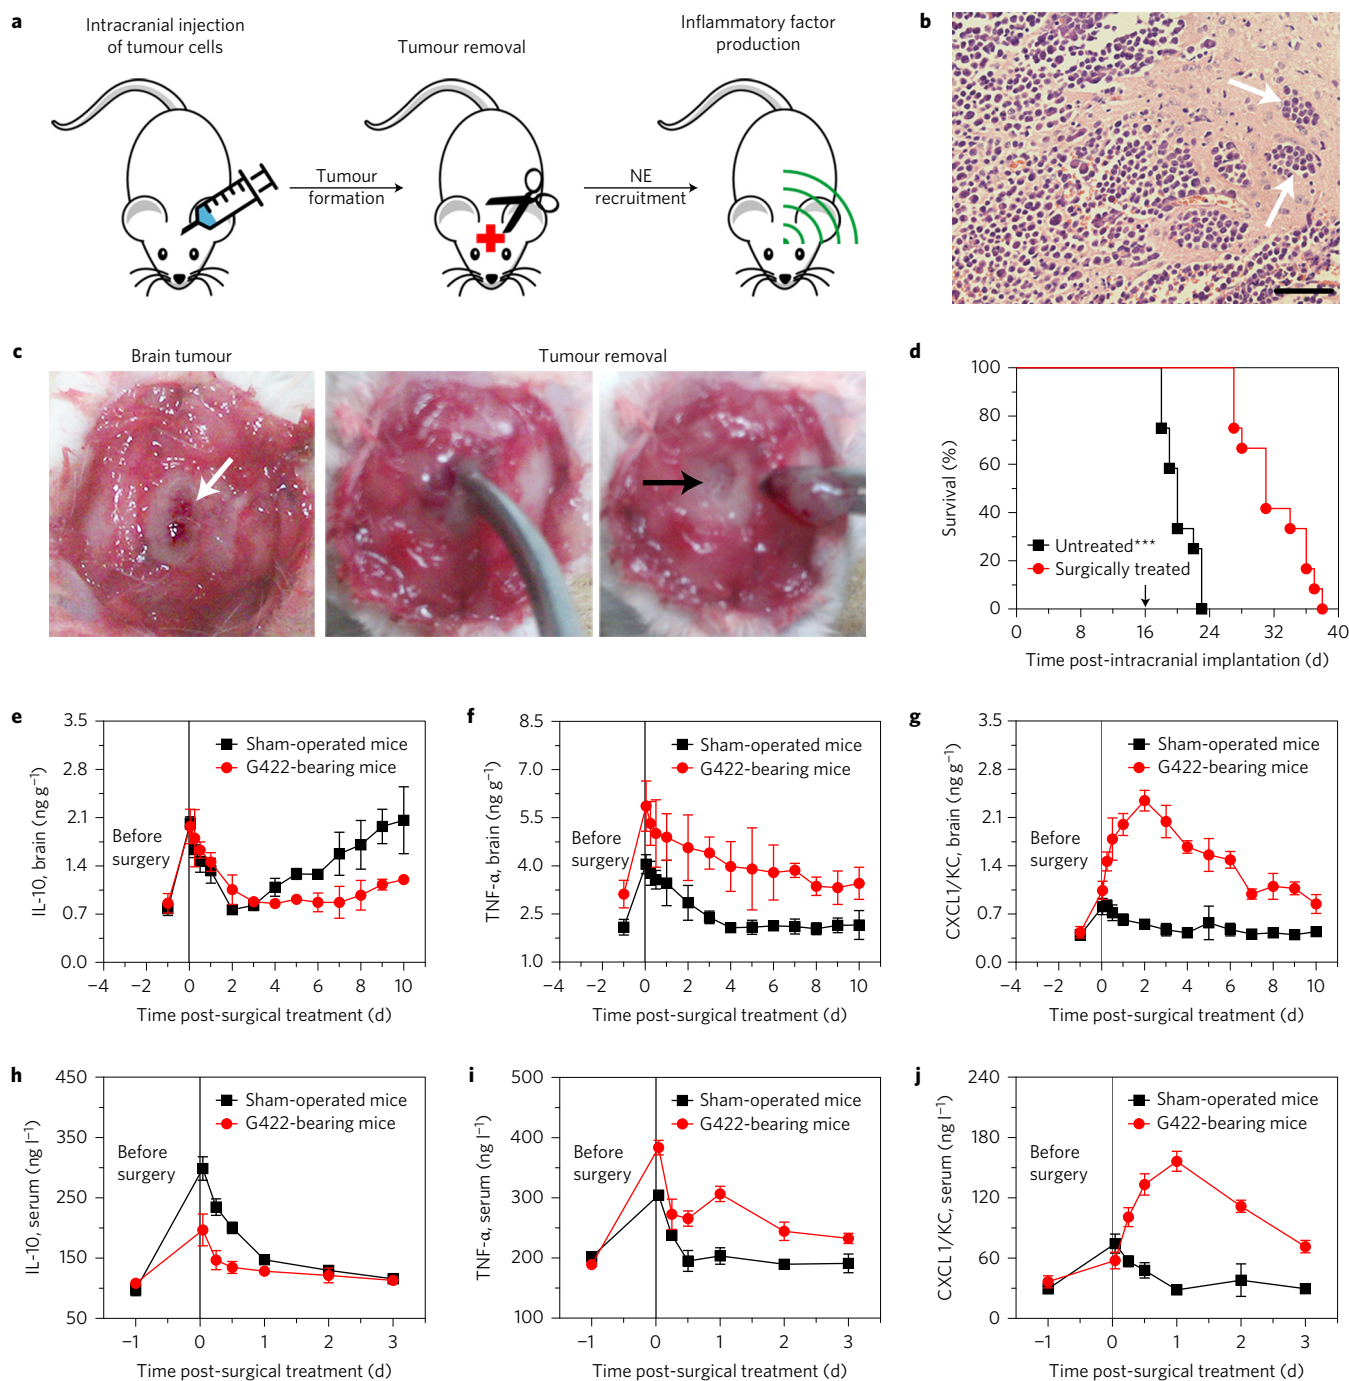 a
Intracranial injection
of tumour cells
Tumour
formation
Tumour removal
NE
recruitment
Inflammatory factor
production
b
c
Brain tumour
Tumour removal
d
100
80
60
40
20
0
Survival (%)
Untreated***
Surgically treated
0 8 16 24 32 40
Time post-intracranial implantation (d)
e
3.5
2.8
2.1
1.4
0.7
0.0
IL-10, brain (ng g⁻¹)
Before
surgery
Sham-operated mice
G422-bearing mice
−4 −2 0 2 4 6 8 10
Time post-surgical treatment (d)
f
8.5
7.0
5.5
4.0
2.5
1.0
TNF-α, brain (ng g⁻¹)
Before
surgery
Sham-operated mice
G422-bearing mice
−4 −2 0 2 4 6 8 10
Time post-surgical treatment (d)
g
3.5
2.8
2.1
1.4
0.7
0.0
CXCL1/KC, brain (ng g⁻¹)
Before
surgery
Sham-operated mice
G422-bearing mice
−4 −2 0 2 4 6 8 10
Time post-surgical treatment (d)
h
450
350
250
150
50
IL-10, serum (ng l⁻¹)
Before
surgery
Sham-operated mice
G422-bearing mice
−1 0 1 2 3
Time post-surgical treatment (d)
i
500
400
300
200
100
TNF-α, serum (ng l⁻¹)
Before
surgery
Sham-operated mice
G422-bearing mice
−1 0 1 2 3
Time post-surgical treatment (d)
j
240
180
120
60
0
CXCL1/KC, serum (ng l⁻¹)
Before
surgery
Sham-operated mice
G422-bearing mice
−1 0 1 2 3
Time post-surgical treatment (d)